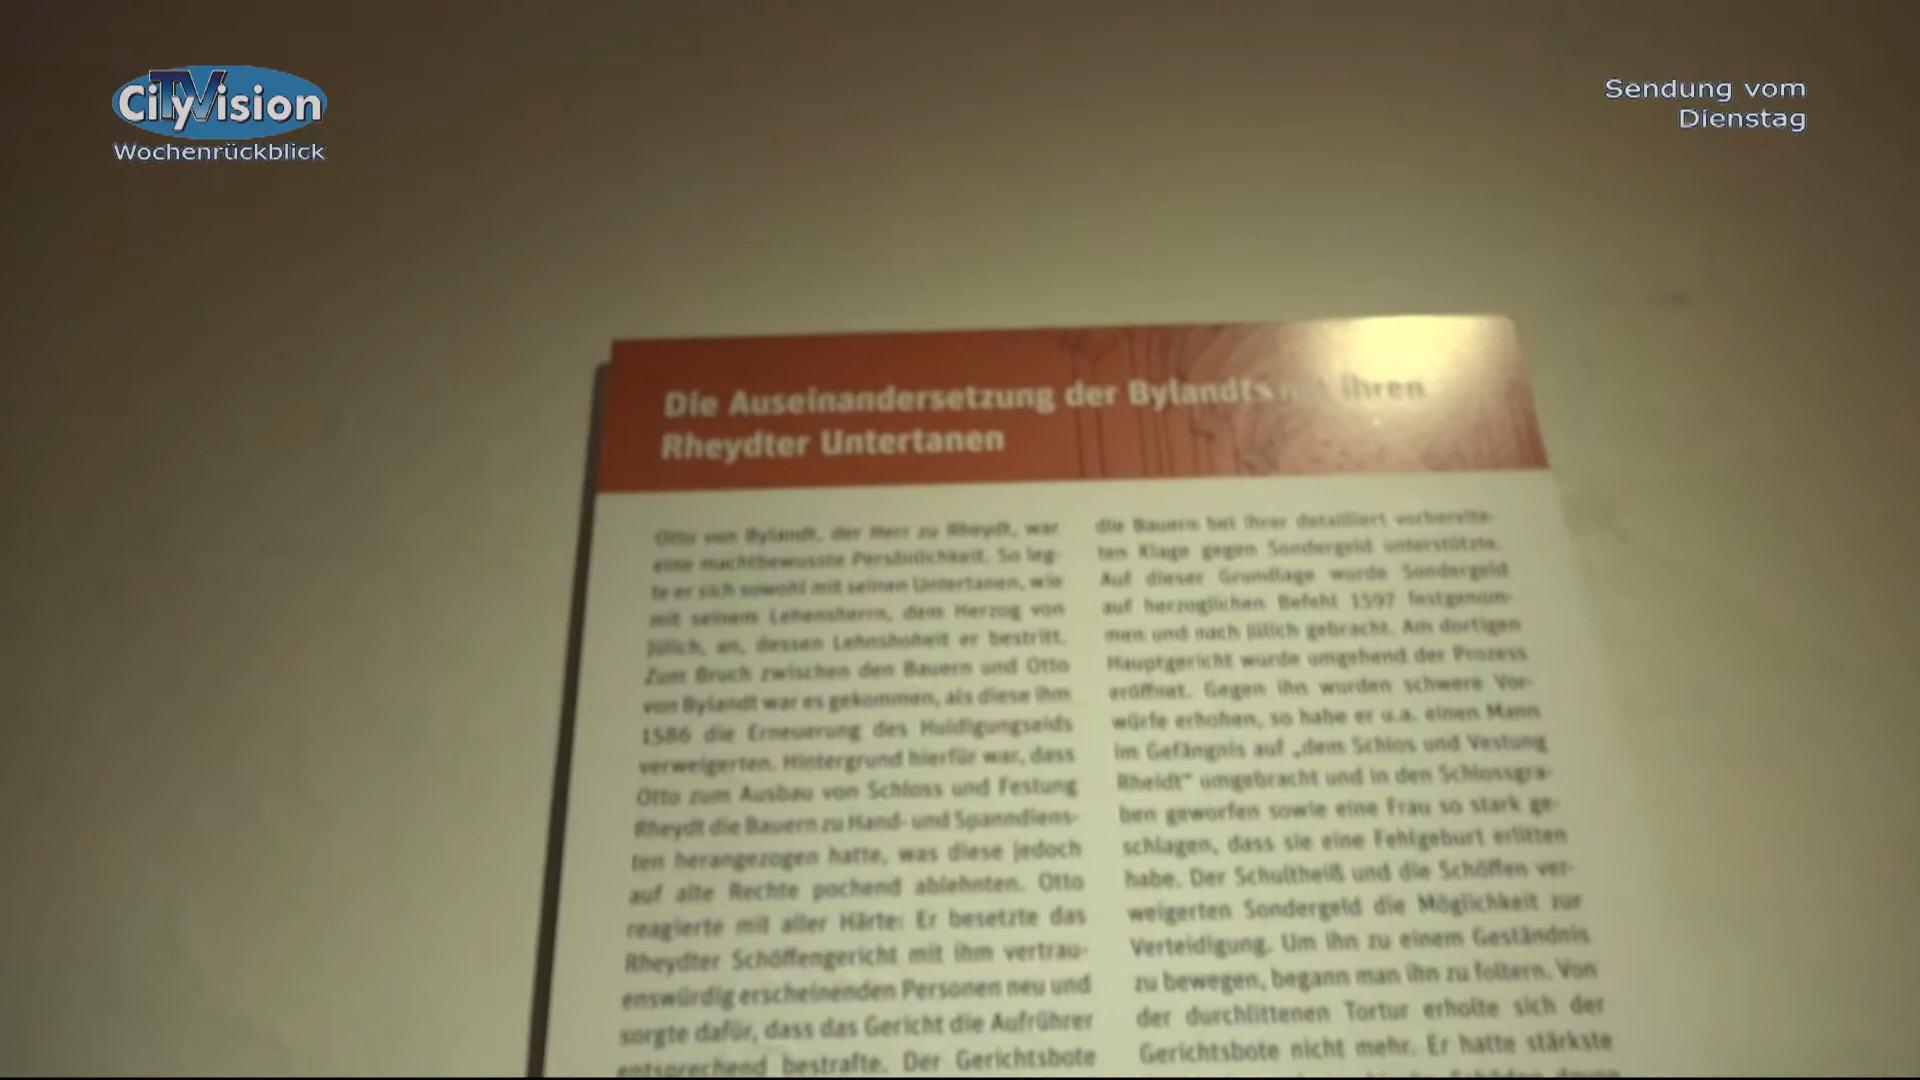 CityVision
TV
Wochenrückblick
Sendung vom
Dienstag
Die Auseinandersetzung der Bylandts mit ihren
Rheydter Untertanen
Otto von Bylandt, der Herr zu Rheydt, war
eine machtbewusste Persönlichkeit. So leg-
te er sich sowohl mit seinen Untertanen, wie
mit seinem Lehensherrn, dem Herzog von
Jülich, an, dessen Lehnshoheit er bestritt.
Zum Bruch zwischen den Bauern und Otto
von Bylandt war es gekommen, als diese ihm
1586 die Erneuerung des Huldigungseids
verweigerten. Hintergrund hierfür war, dass
Otto zum Ausbau von Schloss und Festung
Rheydt die Bauern zu Hand- und Spanndiens-
ten herangezogen hatte, was diese jedoch
auf alte Rechte pochend ablehnten. Otto
reagierte mit aller Härte: Er besetzte das
Rheydter Schöffengericht mit ihm vertrau-
enswürdig erscheinenden Personen neu und
sorgte dafür, dass das Gericht die Aufrührer
entsprechend bestrafte. Der Gerichtsbote
die Bauern bei ihrer detailliert vorbereite-
ten Klage gegen Sondergeld unterstützte.
Auf dieser Grundlage wurde Sondergeld
auf herzoglichen Befehl 1597 festgenom-
men und nach Jülich gebracht. Am dortigen
Hauptgericht wurde umgehend der Prozess
eröffnet. Gegen ihn wurden schwere Vor-
würfe erhoben, so habe er u.a. einen Mann
im Gefängnis auf „dem Schlos und Vestung
Rheidt“ umgebracht und in den Schlossgra-
ben geworfen sowie eine Frau so stark ge-
schlagen, dass sie eine Fehlgeburt erlitten
habe. Der Schultheiß und die Schöffen ver-
weigerten Sondergeld die Möglichkeit zur
Verteidigung. Um ihn zu einem Geständnis
zu bewegen, begann man ihn zu foltern. Von
der durchlittenen Tortur erholte sich der
Gerichtsbote nicht mehr. Er hatte stärkste